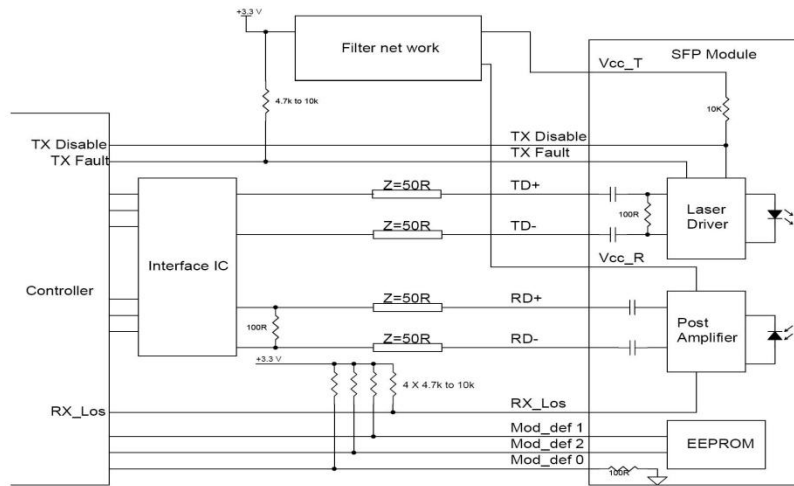 +3.3 V
Filter net work
SFP Module
Vcc_T
4.7k to 10k
10K
TX Disable
TX Disable
TX Fault
TX Fault
Z=50R
TD+
100R
Laser Driver
Z=50R
TD-
Interface IC
Vcc_R
Controller
Z=50R
RD+
100R
Post Amplifier
Z=50R
RD-
+3.3 V
4 X 4.7k to 10k
RX_Los
RX_Los
Mod_def 1
Mod_def 2
EEPROM
Mod_def 0
100R